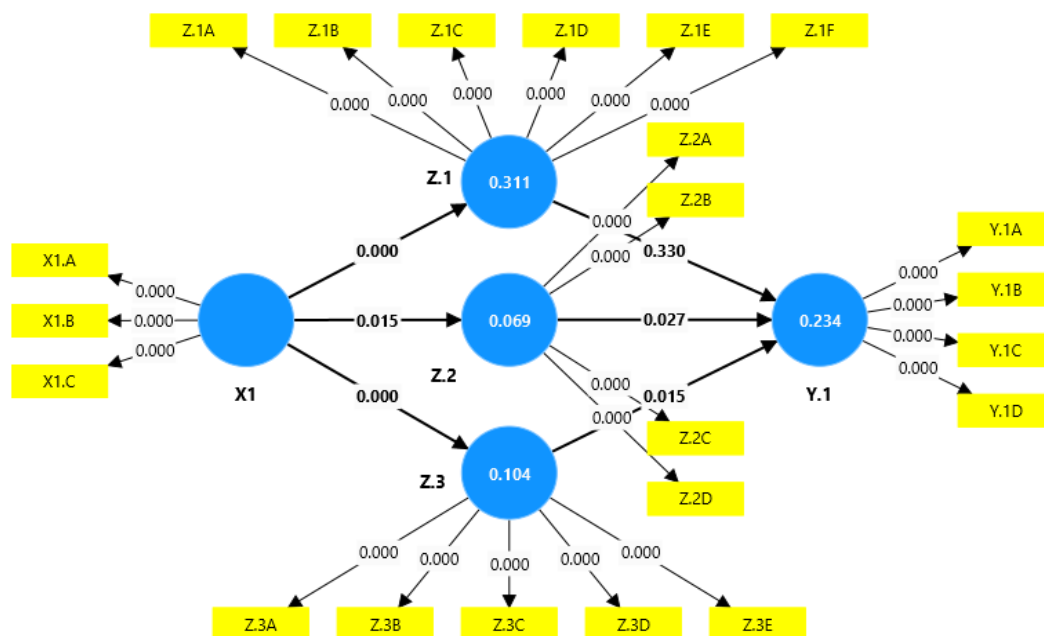 Z.1A Z.1B Z.1C Z.1D Z.1E Z.1F
0.000 0.000 0.000 0.000 0.000 0.000
Z.2A
Z.1 0.311
Z.2B
0.000
0.000
0.000 0.330
X1.A
0.000
X1.B 0.000
X1.C 0.000
X1
0.015 0.069 0.027 0.234
Z.2
Y.1
Y.1A 0.000
Y.1B 0.000
Y.1C 0.000
Y.1D 0.000
0.000 0.000
0.015
0.000
Z.2C
Z.3 0.104
Z.2D
0.000 0.000 0.000 0.000 0.000
Z.3A Z.3B Z.3C Z.3D Z.3E